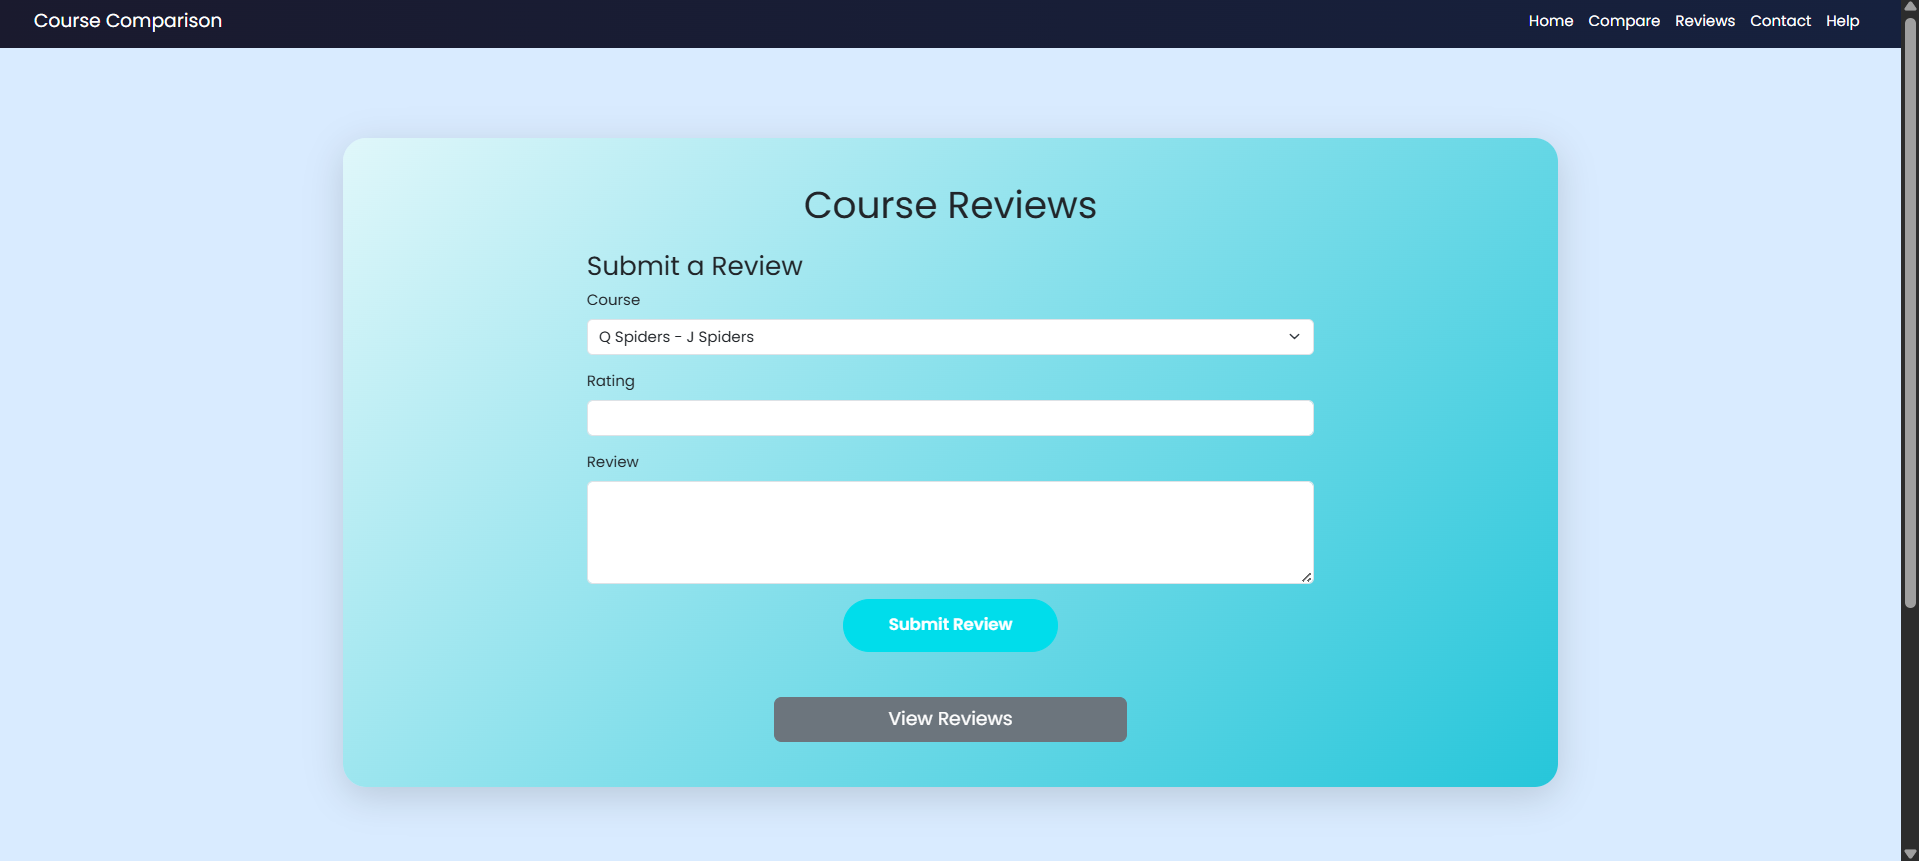 Course Comparison
Home Compare Reviews Contact Help
Course Reviews
Submit a Review
Course
Q Spiders - J Spiders
Rating
Review
Submit Review
View Reviews